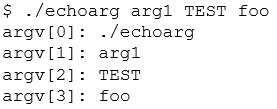 $ ./echoarg arg1 TEST foo
argv[0]: ./echoarg
argv[1]: arg1
argv[2]: TEST
argv[3]: foo